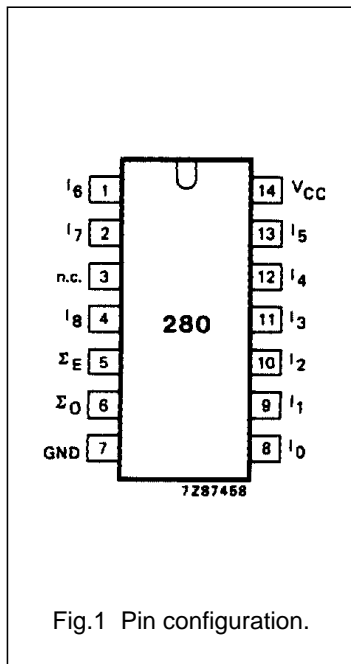 I6 1 14 VCC
I7 2 13 I5
n.c. 3 12 I4
I8 4 11 I3
280
ΣE 5 10 I2
ΣO 6 9 I1
GND 7 8 I0
7Z87458
Fig.1 Pin configuration.